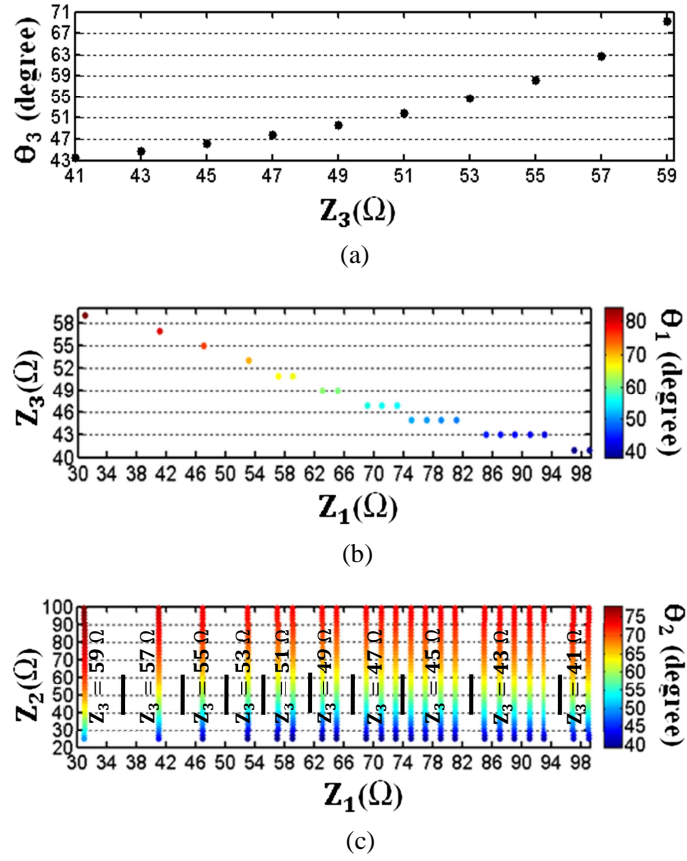 71
67
63
59
55
51
47
43
θ3 (degree)
41 43 45 47 49 51 53 55 57 59
Z3(Ω)
(a)
58
55
52
49
46
43
40
Z3(Ω)
30 34 38 42 46 50 54 58 62 66 70 74 78 82 86 90 94 98
Z1(Ω)
80
70
60
50
40
θ1 (degree)
(b)
100
90
80
70
60
50
40
30
20
Z2(Ω)
Z3 = 59 Ω
Z3 = 57 Ω
Z3 = 55 Ω
Z3 = 53 Ω
Z3 = 51 Ω
Z3 = 49 Ω
Z3 = 47 Ω
Z3 = 45 Ω
Z3 = 43 Ω
Z3 = 41 Ω
30 34 38 42 46 50 54 58 62 66 70 74 78 82 86 90 94 98
Z1(Ω)
75
70
65
60
55
50
45
40
θ2 (degree)
(c)